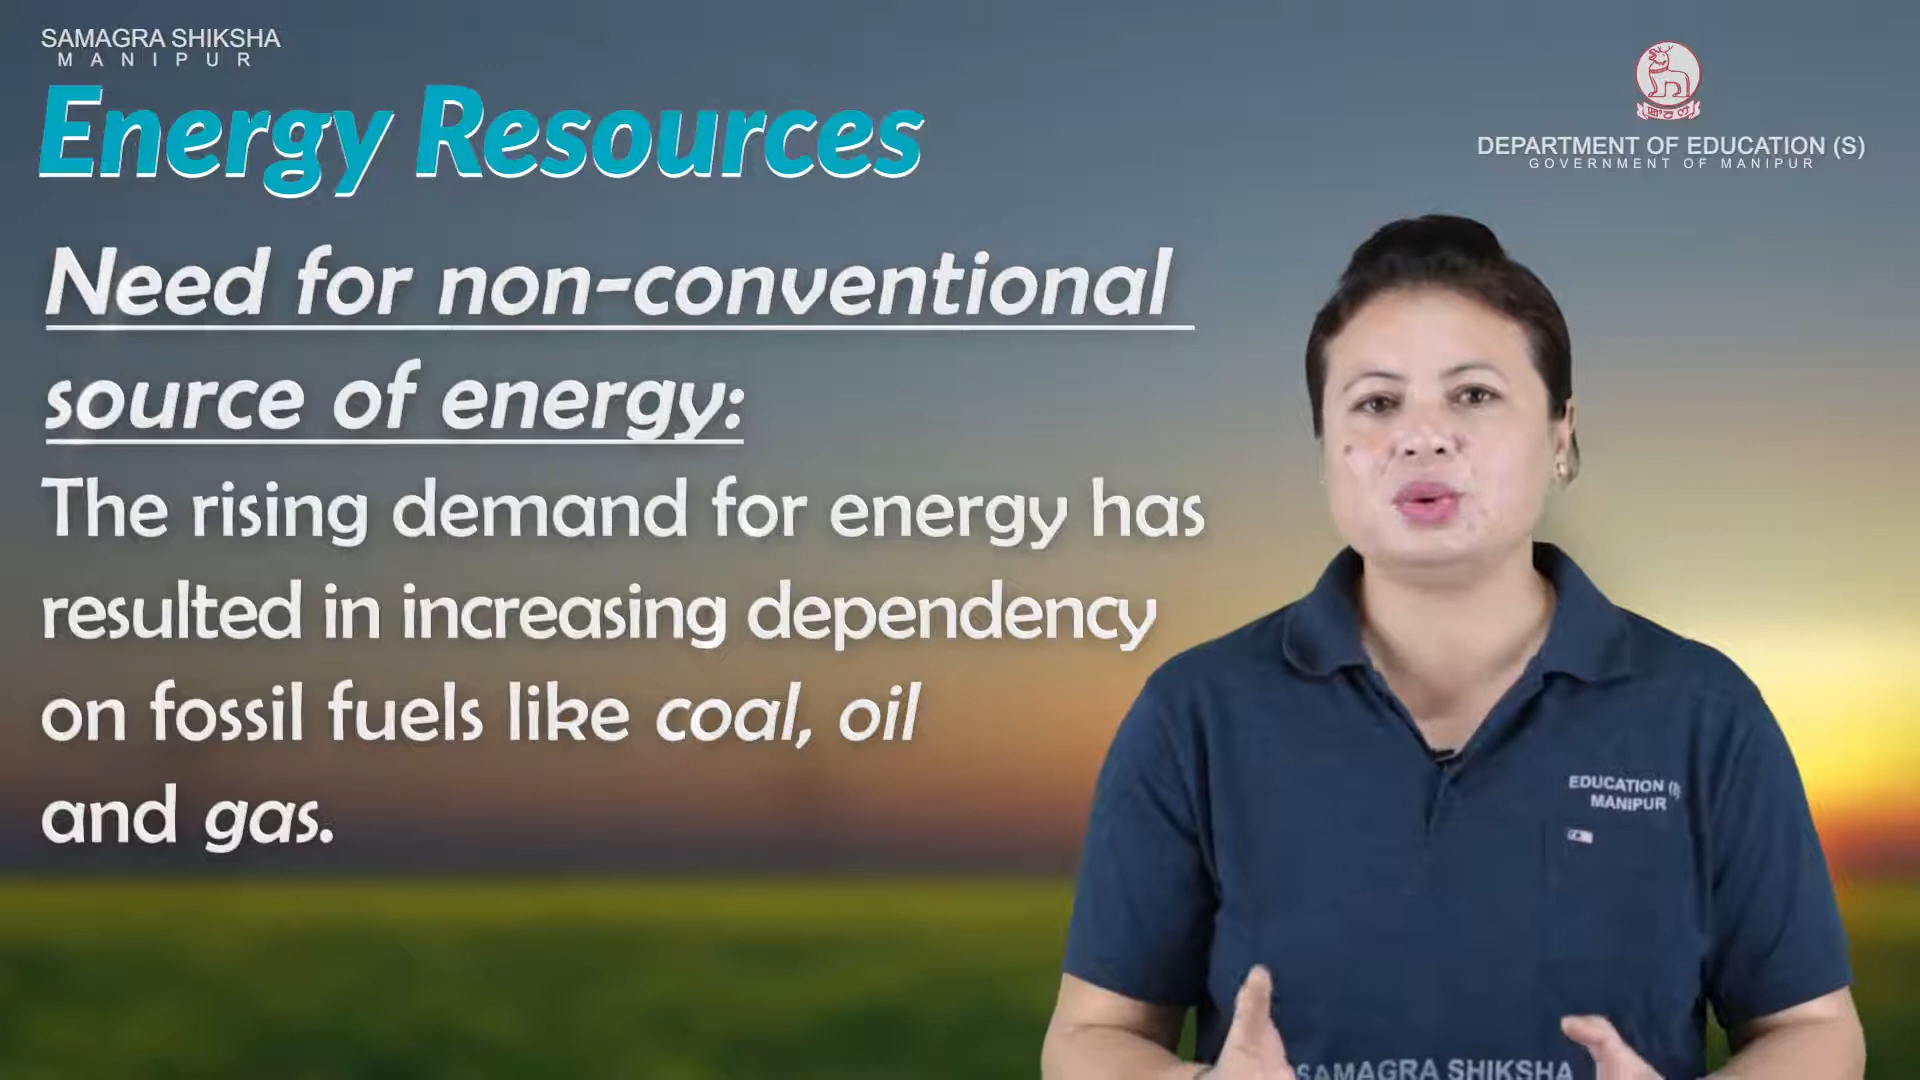 SAMAGRA SHIKSHA
MANIPUR
Energy Resources
DEPARTMENT OF EDUCATION (S)
GOVERNMENT OF MANIPUR
Need for non-conventional
source of energy:
The rising demand for energy has
resulted in increasing dependency
on fossil fuels like coal, oil
and gas.
EDUCATION (S)
MANIPUR
SAMAGRA SHIKSHA